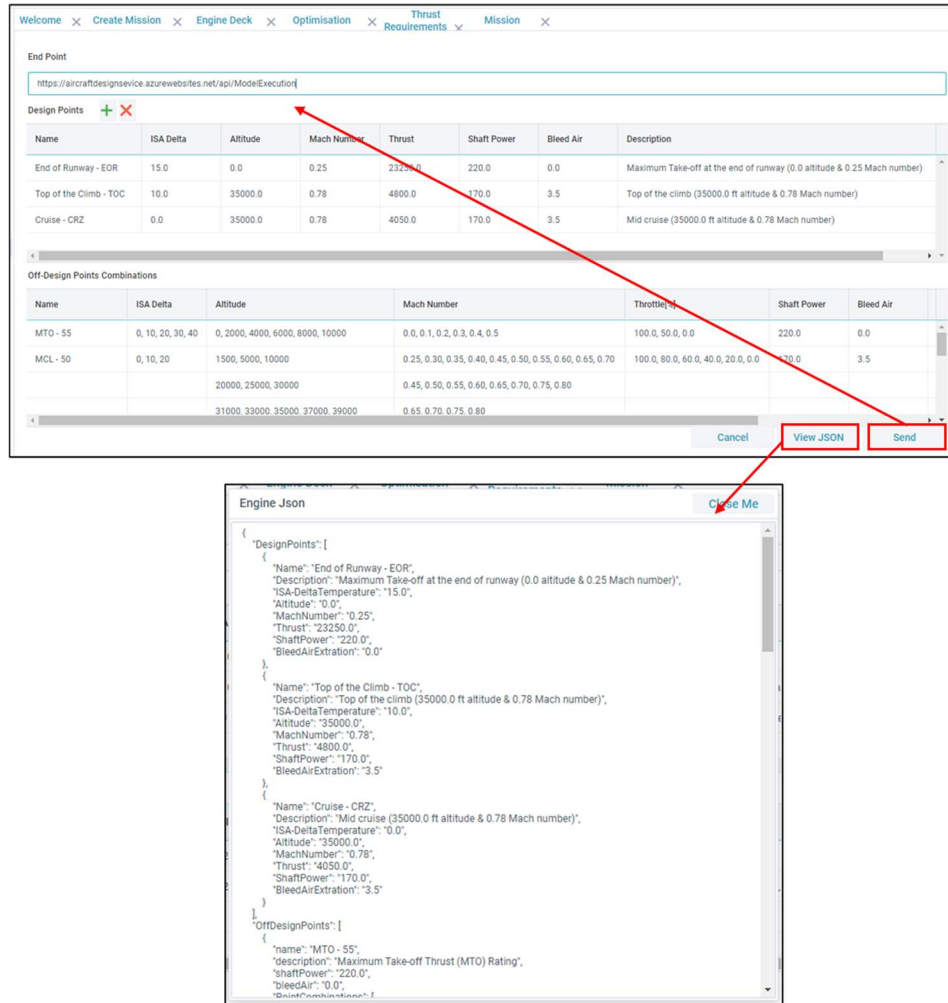 Welcome Create Mission Engine Deck Optimisation Thrust Requirements Mission
End Point
https://aircraftdesignsevice.azurewebsites.net/api/ModelExecution
Design Points
Name ISA Delta Altitude Mach Number Thrust Shaft Power Bleed Air Description
End of Runway - EOR 15.0 0.0 0.25 23250.0 220.0 0.0 Maximum Take-off at the end of runway (0.0 altitude & 0.25 Mach number)
Top of the Climb - TOC 10.0 35000.0 0.78 4800.0 170.0 3.5 Top of the climb (35000.0 ft altitude & 0.78 Mach number)
Cruise - CRZ 0.0 35000.0 0.78 4050.0 170.0 3.5 Mid cruise (35000.0 ft altitude & 0.78 Mach number)
Off-Design Points Combinations
Name ISA Delta Altitude Mach Number Throttle[%] Shaft Power Bleed Air
MTO - 55 0, 10, 20, 30, 40 0, 2000, 4000, 6000, 8000, 10000 0.0, 0.1, 0.2, 0.3, 0.4, 0.5 100.0, 50.0, 0.0 220.0 0.0
MCL - 50 0, 10, 20 1500, 5000, 10000 0.25, 0.30, 0.35, 0.40, 0.45, 0.50, 0.55, 0.60, 0.65, 0.70 100.0, 80.0, 60.0, 40.0, 20.0, 0.0 170.0 3.5
20000, 25000, 30000 0.45, 0.50, 0.55, 0.60, 0.65, 0.70, 0.75, 0.80
31000, 33000, 35000, 37000, 39000 0.65, 0.70, 0.75, 0.80
Cancel View JSON Send
Engine Json Close Me
{
"DesignPoints": [
{
"Name": "End of Runway - EOR",
"Description": "Maximum Take-off at the end of runway (0.0 altitude & 0.25 Mach number)",
"ISA-DeltaTemperature": "15.0",
"Altitude": "0.0",
"MachNumber": "0.25",
"Thrust": "23250.0",
"ShaftPower": "220.0",
"BleedAirExtration": "0.0"
},
{
"Name": "Top of the Climb - TOC",
"Description": "Top of the climb (35000.0 ft altitude & 0.78 Mach number)",
"ISA-DeltaTemperature": "10.0",
"Altitude": "35000.0",
"MachNumber": "0.78",
"Thrust": "4800.0",
"ShaftPower": "170.0",
"BleedAirExtration": "3.5"
},
{
"Name": "Cruise - CRZ",
"Description": "Mid cruise (35000.0 ft altitude & 0.78 Mach number)",
"ISA-DeltaTemperature": "0.0",
"Altitude": "35000.0",
"MachNumber": "0.78",
"Thrust": "4050.0",
"ShaftPower": "170.0",
"BleedAirExtration": "3.5"
}
],
"OffDesignPoints": [
{
"name": "MTO - 55",
"description": "Maximum Take-off Thrust (MTO) Rating",
"shaftPower": "220.0",
"bleedAir": "0.0",
"PointCombinations": [